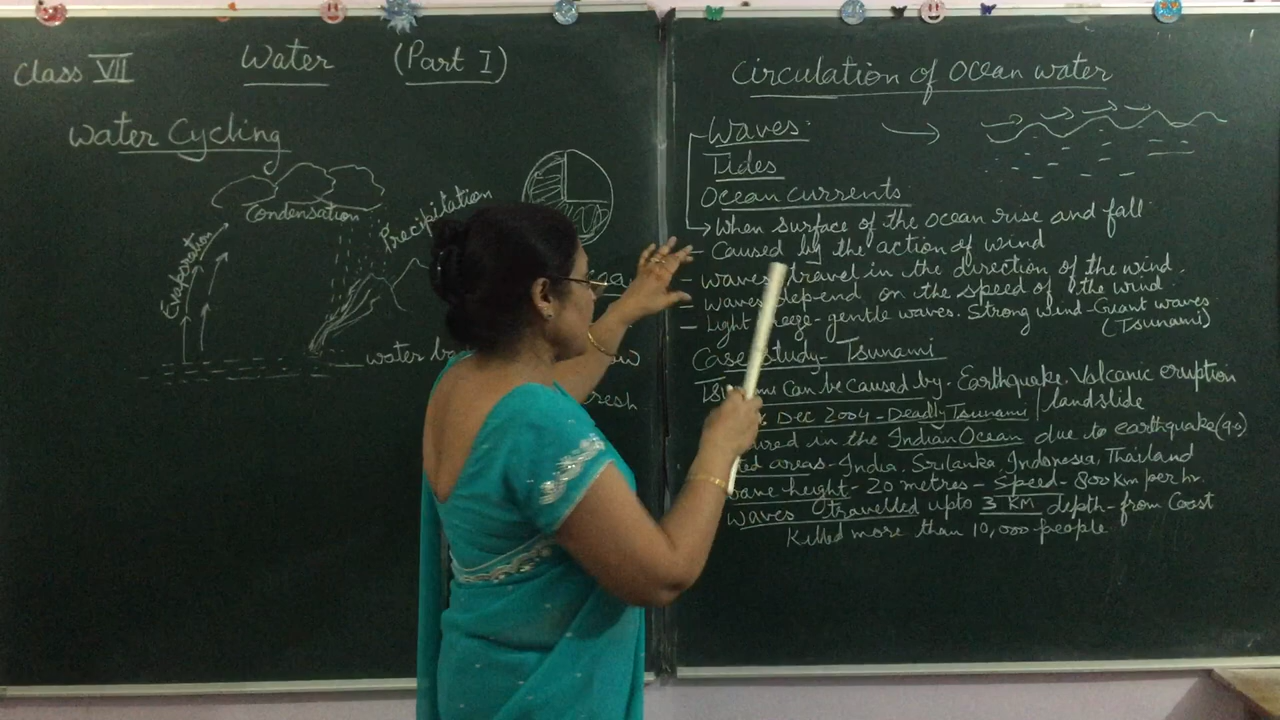 Class VII
Water (Part I)
Water Cycling
Condensation
Precipitation
Evaporation
water
Circulation of Ocean water
Waves:
Tides
Ocean currents
When surface of the ocean rise and fall
- Caused by the action of wind
- waves travel in the direction of the wind.
- waves depend on the speed of the wind
- Light breeze - gentle waves. Strong wind - Giant waves
(Tsunami)
Case study - Tsunami
Tsunami Can be caused by - Earthquake. Valcanic eruption
/landslide
Dec 2004 - Deadly Tsunami
in the Indian Ocean due to earthquake (9.0)
areas - India, Srilanka, Indonesia, Thailand
wave height - 20 metres - Speed - 800 Km per hr.
waves travelled upto 3 KM depth - from Coast
Killed more than 10,000 people